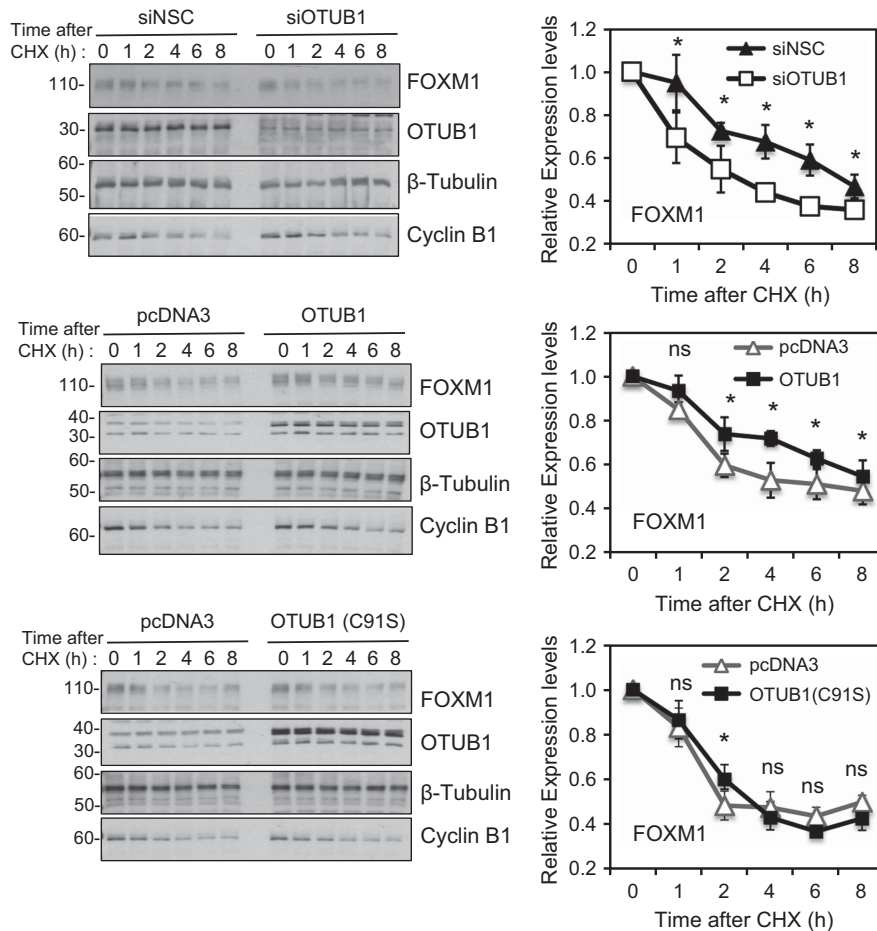 siNSC siOTUB1
Time after
CHX (h) : 0 1 2 4 6 8 0 1 2 4 6 8
110- FOXM1
30- OTUB1
60-
50- β-Tubulin
60- Cyclin B1
Relative Expression levels
1.2
1.0
0.8
0.6
0.4
0.2
* * * * *
siNSC
siOTUB1
FOXM1
0 1 2 4 6 8
Time after CHX (h)
pcDNA3 OTUB1
Time after
CHX (h) : 0 1 2 4 6 8 0 1 2 4 6 8
110- FOXM1
40-
30- OTUB1
60-
50- β-Tubulin
60- Cyclin B1
Relative Expression levels
1.2
1.0
0.8
0.6
0.4
0.2
ns * * * *
pcDNA3
OTUB1
FOXM1
0 1 2 4 6 8
Time after CHX (h)
pcDNA3 OTUB1 (C91S)
Time after
CHX (h) : 0 1 2 4 6 8 0 1 2 4 6 8
110- FOXM1
40-
30- OTUB1
60-
50- β-Tubulin
60- Cyclin B1
Relative Expression levels
1.2
1.0
0.8
0.6
0.4
0.2
ns * ns ns ns
pcDNA3
OTUB1(C91S)
FOXM1
0 1 2 4 6 8
Time after CHX (h)